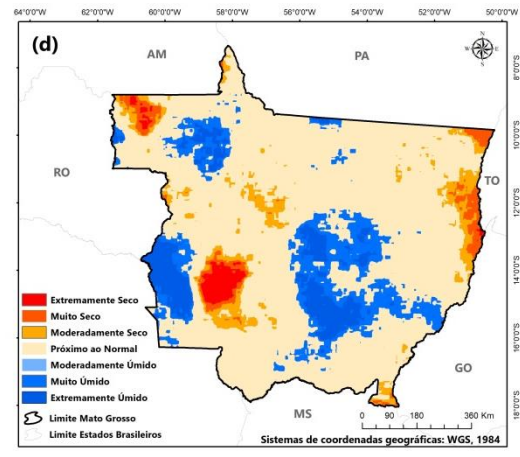 64°0'0"O 62°0'0"O 60°0'0"O 58°0'0"O 56°0'0"O 54°0'0"O 52°0'0"O 50°0'0"O
(d)
AM
PA
N
8°0'0"S
10°0'0"S
RO
TO
12°0'0"S
14°0'0"S
Extremamente Seco
Muito Seco
Moderadamente Seco
Próximo ao Normal
Moderadamente Úmido
Muito Úmido
Extremamente Úmido
GO
16°0'0"S
Limite Mato Grosso
Limite Estados Brasileiros
MS
0 90 180 360 Km
18°0'0"S
Sistemas de coordenadas geográficas: WGS, 1984